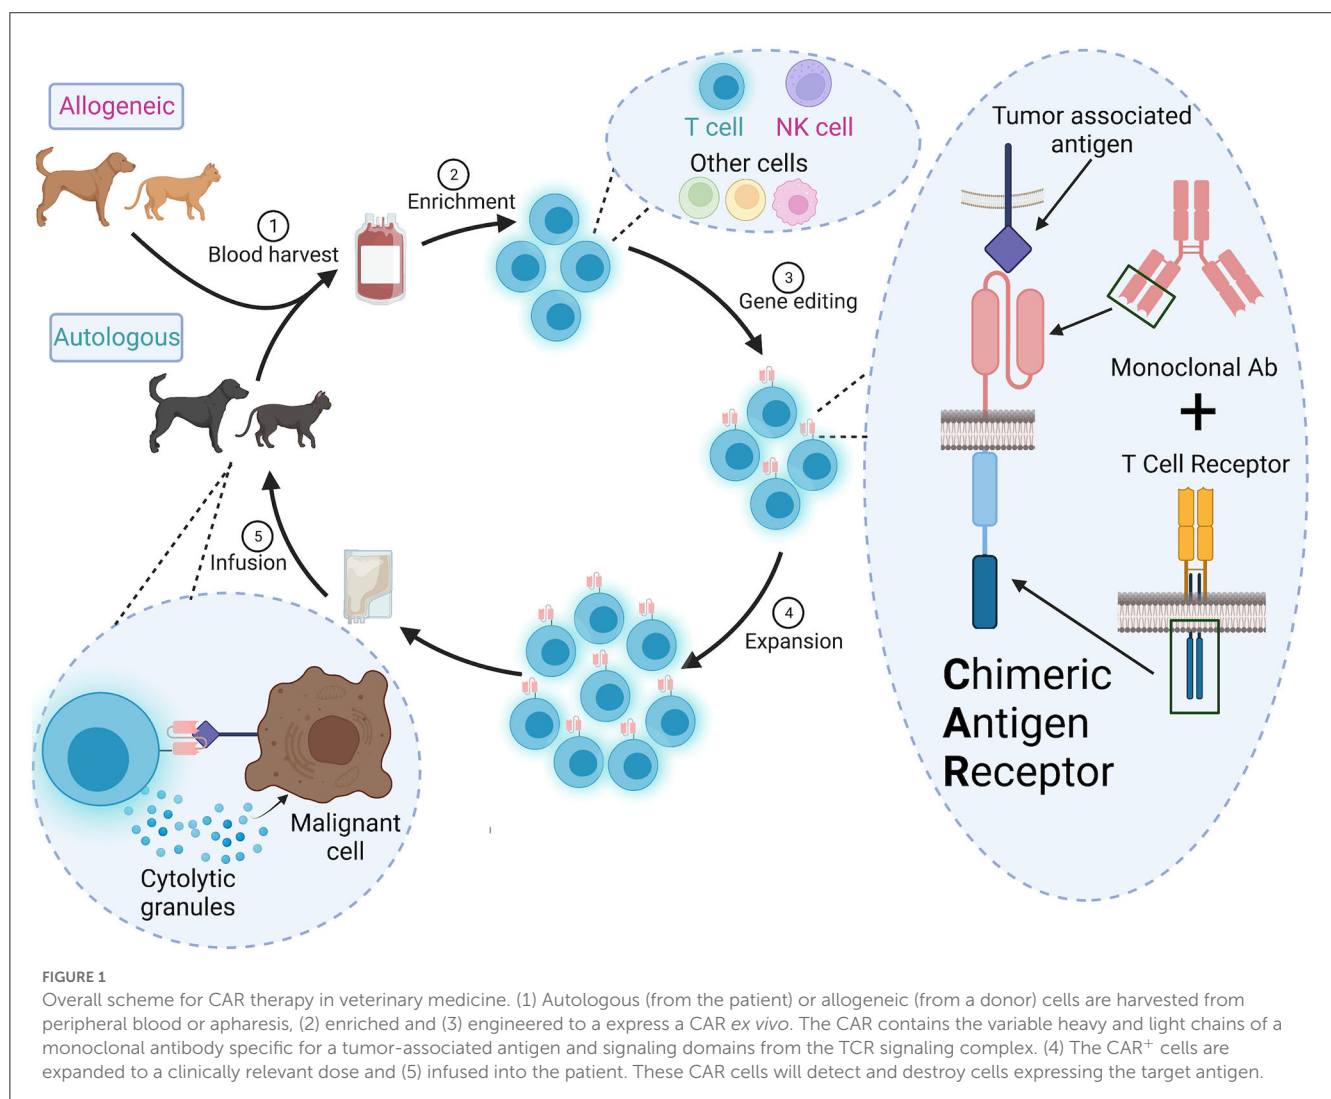 Allogeneic
1
Blood harvest
2
Enrichment
T cell
NK cell
Other cells
3
Gene editing
Tumor associated
antigen
Monoclonal Ab
+
T Cell Receptor
Chimeric
Antigen
Receptor
Autologous
4
Expansion
5
Infusion
Malignant
cell
Cytolytic
granules
FIGURE 1
Overall scheme for CAR therapy in veterinary medicine. (1) Autologous (from the patient) or allogeneic (from a donor) cells are harvested from
peripheral blood or apharesis, (2) enriched and (3) engineered to a express a CAR ex vivo. The CAR contains the variable heavy and light chains of a
monoclonal antibody specific for a tumor-associated antigen and signaling domains from the TCR signaling complex. (4) The CAR⁺ cells are
expanded to a clinically relevant dose and (5) infused into the patient. These CAR cells will detect and destroy cells expressing the target antigen.